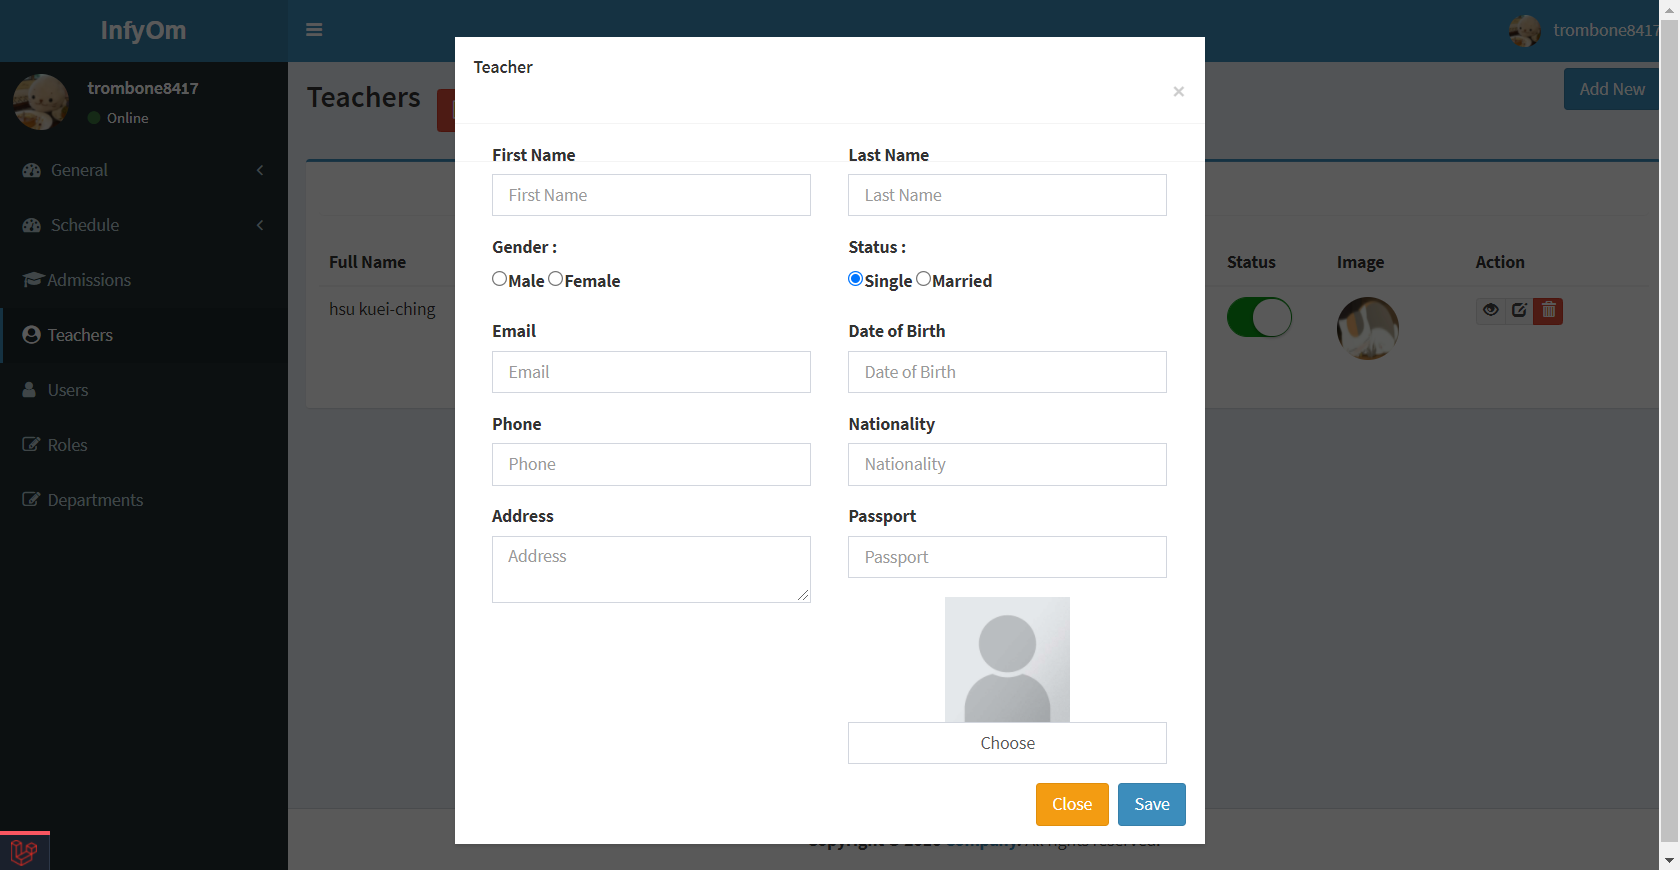 InfyOm
trombone8417
trombone8417
Online
General
Schedule
Admissions
Teachers
Users
Roles
Departments
Teachers
Add New
Full Name
Status
Image
Action
hsu kuei-ching
Teacher
×
First Name
Last Name
First Name
Last Name
Gender :
Status :
Male Female
Single Married
Email
Date of Birth
Email
Date of Birth
Phone
Nationality
Phone
Nationality
Address
Passport
Address
Passport
Choose
Close
Save